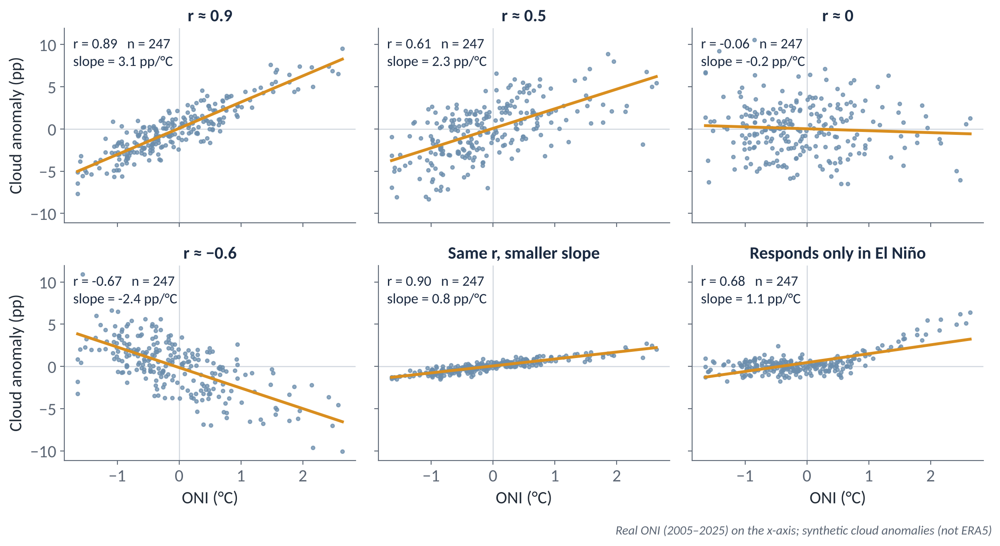 r ≈ 0.9
r = 0.89 n = 247
slope = 3.1 pp/°C
10
5
0
−5
−10
Cloud anomaly (pp)
r ≈ 0.5
r = 0.61 n = 247
slope = 2.3 pp/°C
r ≈ 0
r = -0.06 n = 247
slope = -0.2 pp/°C
r ≈ −0.6
r = -0.67 n = 247
slope = -2.4 pp/°C
10
5
0
−5
−10
Cloud anomaly (pp)
−1 0 1 2
ONI (°C)
Same r, smaller slope
r = 0.90 n = 247
slope = 0.8 pp/°C
−1 0 1 2
ONI (°C)
Responds only in El Niño
r = 0.68 n = 247
slope = 1.1 pp/°C
−1 0 1 2
ONI (°C)
Real ONI (2005–2025) on the x-axis; synthetic cloud anomalies (not ERA5)